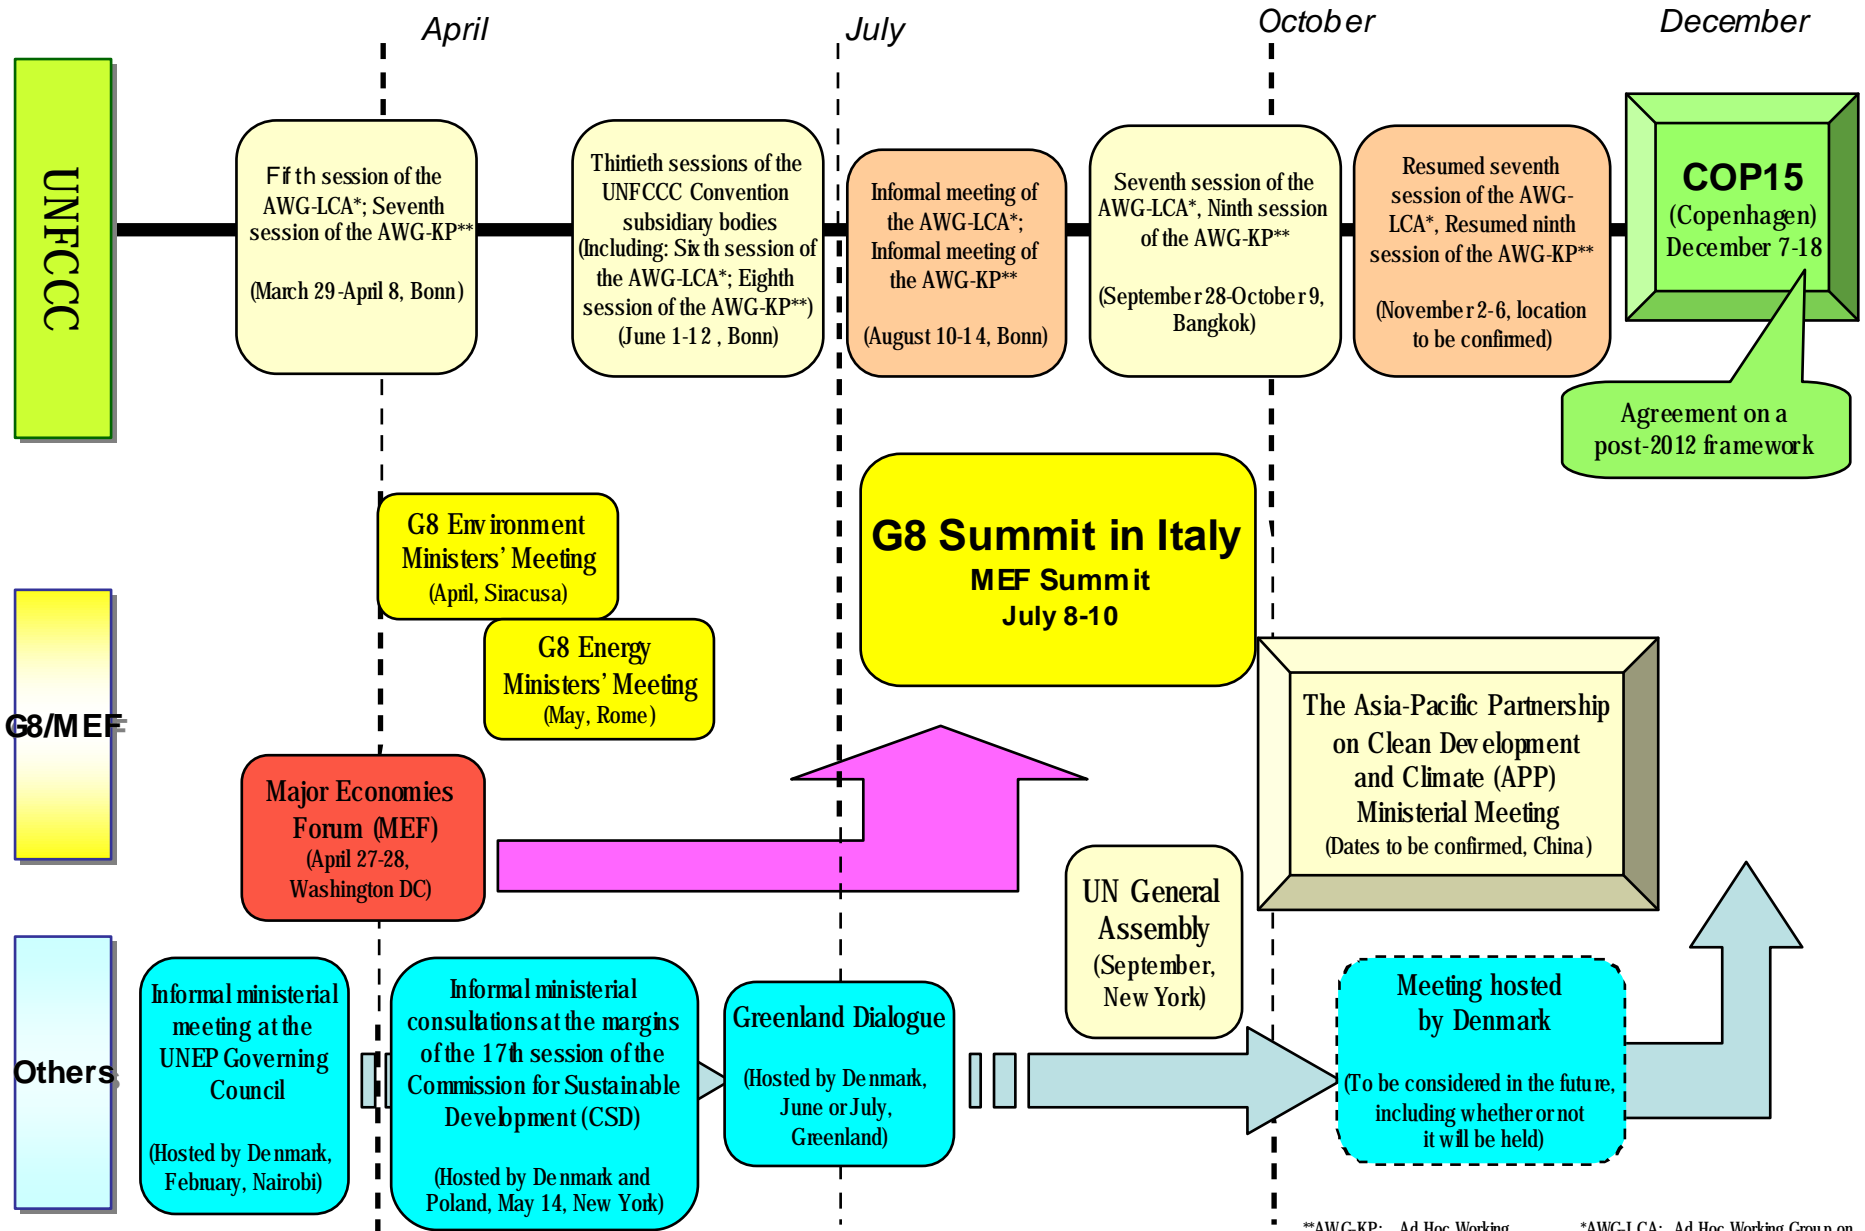 April
July
October
December
UNFCCC
Fifth session of the
AWG-LCA*; Seventh
session of the AWG-KP**
(March 29-April 8, Bonn)
Thirtieth sessions of the
UNFCCC Convention
subsidiary bodies
(Including: Sixth session of
the AWG-LCA*; Eighth
session of the AWG-KP**)
(June 1-12 , Bonn)
Informal meeting of
the AWG-LCA*;
Informal meeting of
the AWG-KP**
(August 10-14, Bonn)
Seventh session of the
AWG-LCA*, Ninth session
of the AWG-KP**
(September 28-October 9,
Bangkok)
Resumed seventh
session of the AWG-
LCA*, Resumed ninth
session of the AWG-KP**
(November 2-6, location
to be confirmed)
COP15
(Copenhagen)
December 7-18
Agreement on a
post-2012 framework
G8/MEF
G8 Environment
Ministers' Meeting
(April, Siracusa)
G8 Energy
Ministers' Meeting
(May, Rome)
G8 Summit in Italy
MEF Summit
July 8-10
Major Economies
Forum (MEF)
(April 27-28,
Washington DC)
The Asia-Pacific Partnership
on Clean Development
and Climate (APP)
Ministerial Meeting
(Dates to be confirmed, China)
Others
Informal ministerial
meeting at the
UNEP Governing
Council
(Hosted by Denmark,
February, Nairobi)
Informal ministerial
consultations at the margins
of the 17th session of the
Commission for Sustainable
Development (CSD)
(Hosted by Denmark and
Poland, May 14, New York)
Greenland Dialogue
(Hosted by Denmark,
June or July,
Greenland)
UN General
Assembly
(September,
New York)
Meeting hosted
by Denmark
(To be considered in the future,
including whether or not
it will be held)
**AWG-KP: Ad Hoc Working
*AWG-LCA: Ad Hoc Working Group on